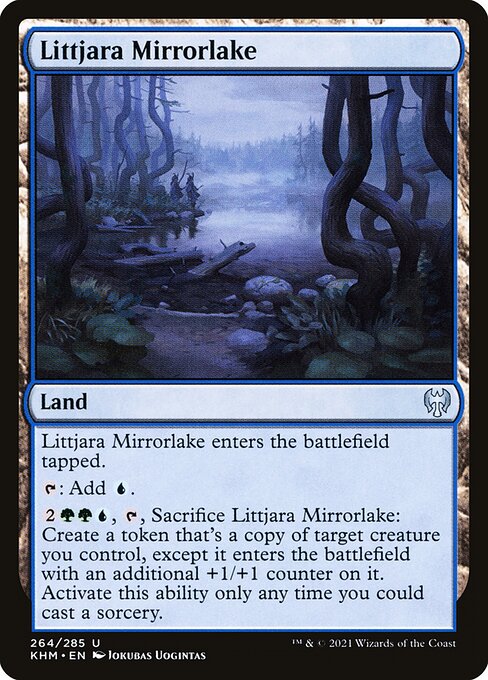 Littjara Mirrorlake
Land
Littjara Mirrorlake enters the battlefield
tapped.
: Add .
2, , Sacrifice Littjara Mirrorlake:
Create a token that's a copy of target creature
you control, except it enters the battlefield
with an additional +1/+1 counter on it.
Activate this ability only any time you could
cast a sorcery.
264/285 U
KHM • EN Jokubas Uogintas
™ & © 2021 Wizards of the Coast